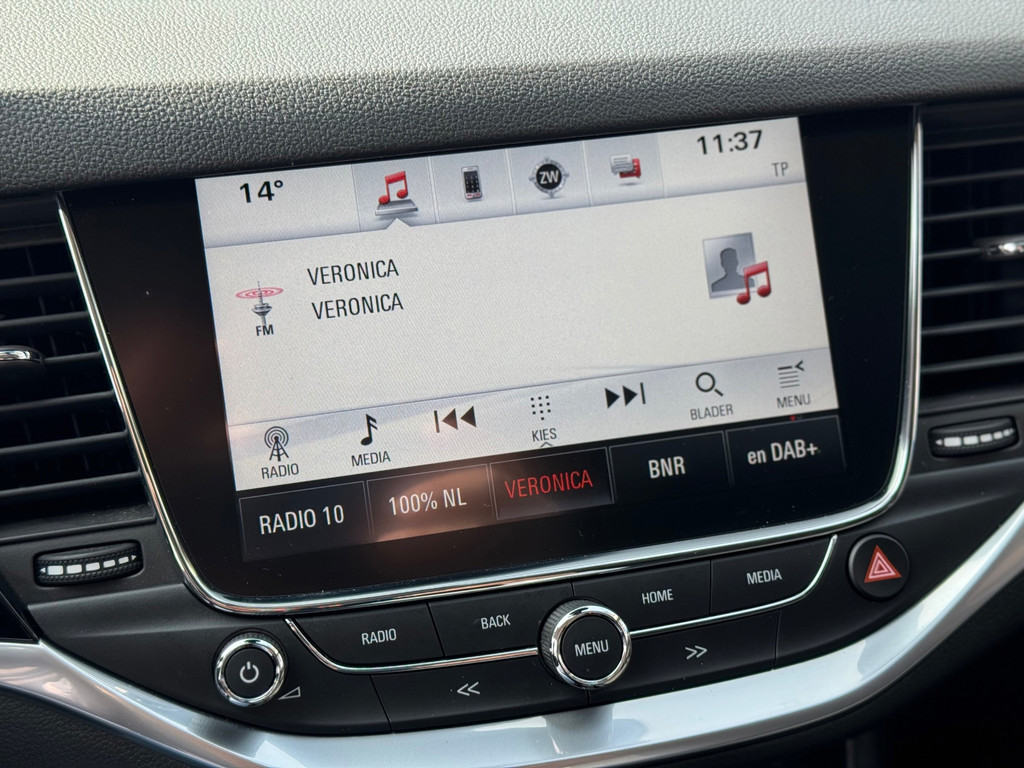 14°
ZW
11:37
TP
VERONICA
VERONICA
FM
RADIO
MEDIA
KIES
BLADER
MENU
RADIO 10
100% NL
VERONICA
BNR
en DAB+
RADIO
BACK
HOME
MEDIA
MENU